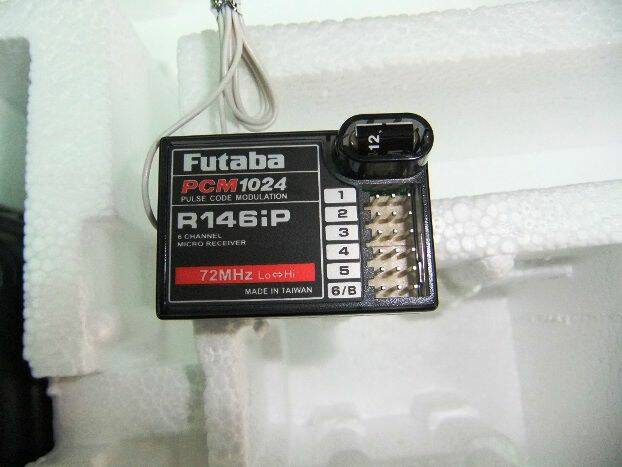 Futaba
PCM1024
PULSE CODE MODULATION
R146iP
6 CHANNEL
MICRO RECEIVER
72MHz Lo⇔Hi
MADE IN TAIWAN
1
2
3
4
5
6/B
12.